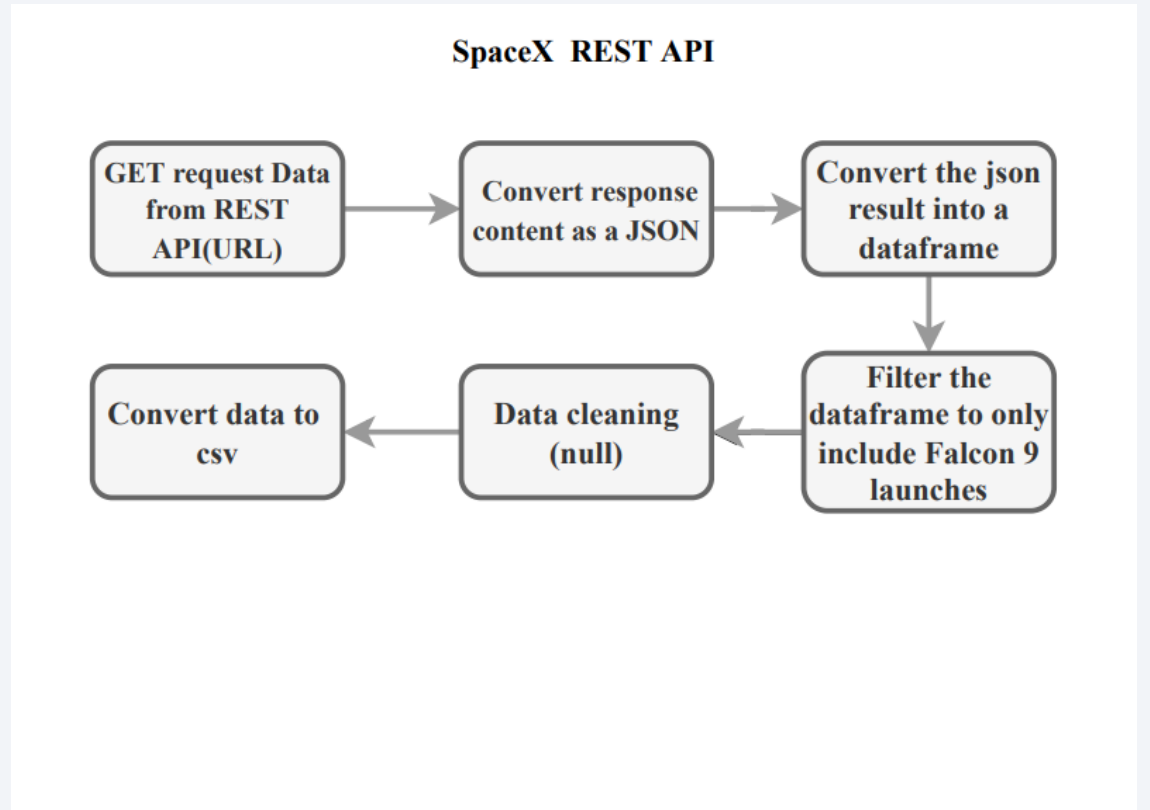 SpaceX REST API
GET request Data
from REST
API(URL)
Convert response
content as a JSON
Convert the json
result into a
dataframe
Filter the
dataframe to only
include Falcon 9
launches
Data cleaning
(null)
Convert data to
csv